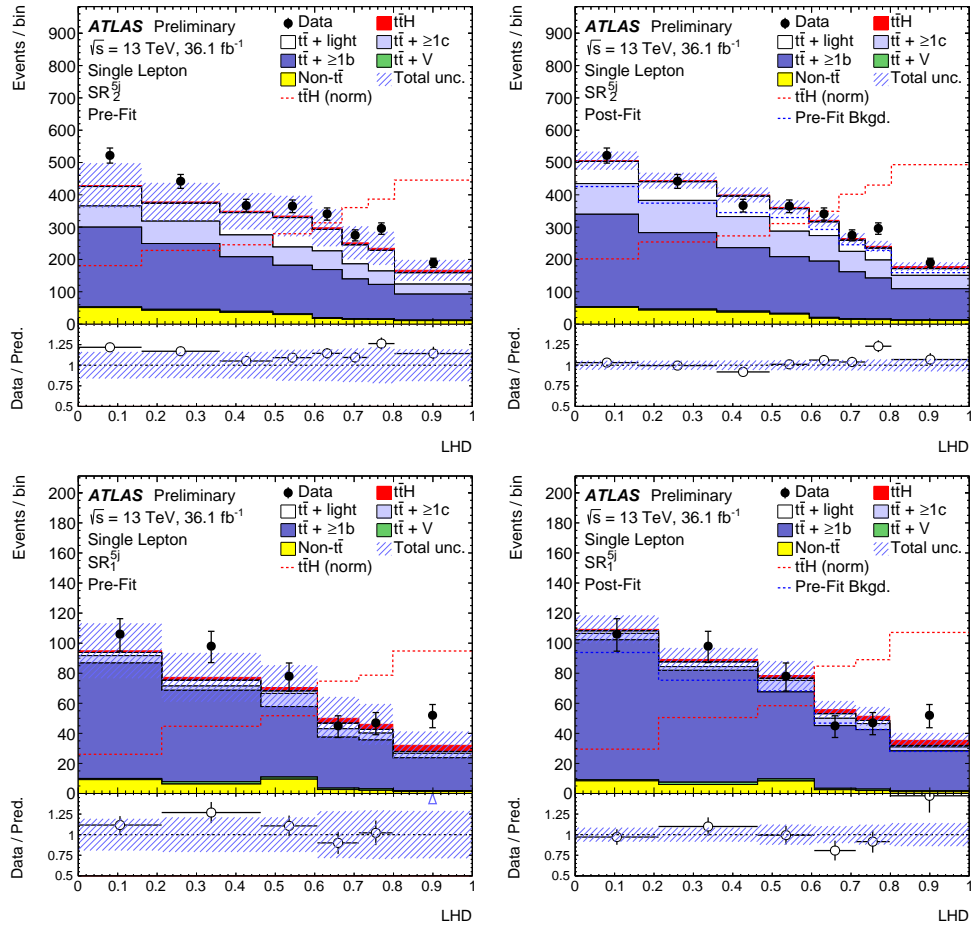 Events / bin
900
800
700
600
500
400
300
200
100
0
ATLAS Preliminary
√s = 13 TeV, 36.1 fb⁻¹
Single Lepton
SR₂⁵ʲ
Pre-Fit
Data
tt̄H
tt̄ + light
tt̄ + ≥1c
tt̄ + ≥1b
tt̄ + V
Non-tt̄
Total unc.
tt̄H (norm)
Data / Pred.
1.25
1
0.75
0.5
0 0.1 0.2 0.3 0.4 0.5 0.6 0.7 0.8 0.9 1
LHD
Events / bin
900
800
700
600
500
400
300
200
100
0
ATLAS Preliminary
√s = 13 TeV, 36.1 fb⁻¹
Single Lepton
SR₂⁵ʲ
Post-Fit
Data
tt̄H
tt̄ + light
tt̄ + ≥1c
tt̄ + ≥1b
tt̄ + V
Non-tt̄
Total unc.
tt̄H (norm)
Pre-Fit Bkgd.
Data / Pred.
1.25
1
0.75
0.5
0 0.1 0.2 0.3 0.4 0.5 0.6 0.7 0.8 0.9 1
LHD
Events / bin
200
180
160
140
120
100
80
60
40
20
0
ATLAS Preliminary
√s = 13 TeV, 36.1 fb⁻¹
Single Lepton
SR₁⁵ʲ
Pre-Fit
Data
tt̄H
tt̄ + light
tt̄ + ≥1c
tt̄ + ≥1b
tt̄ + V
Non-tt̄
Total unc.
tt̄H (norm)
Data / Pred.
1.25
1
0.75
0.5
0 0.1 0.2 0.3 0.4 0.5 0.6 0.7 0.8 0.9 1
LHD
Events / bin
200
180
160
140
120
100
80
60
40
20
0
ATLAS Preliminary
√s = 13 TeV, 36.1 fb⁻¹
Single Lepton
SR₁⁵ʲ
Post-Fit
Data
tt̄H
tt̄ + light
tt̄ + ≥1c
tt̄ + ≥1b
tt̄ + V
Non-tt̄
Total unc.
tt̄H (norm)
Pre-Fit Bkgd.
Data / Pred.
1.25
1
0.75
0.5
0 0.1 0.2 0.3 0.4 0.5 0.6 0.7 0.8 0.9 1
LHD